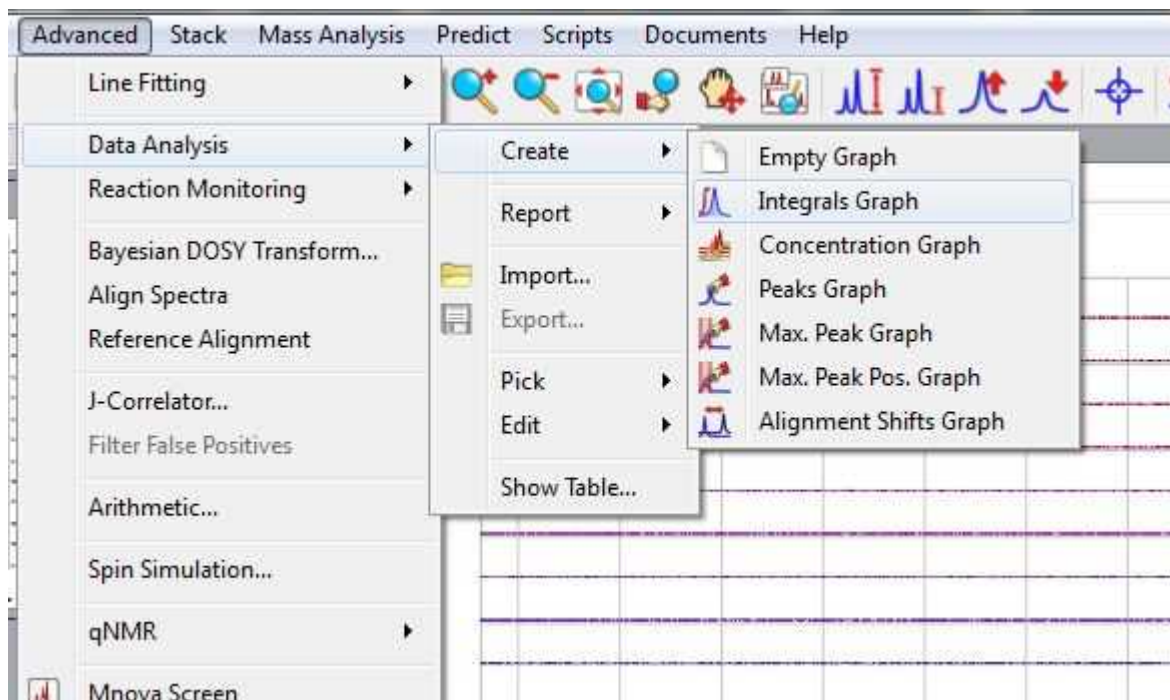 Advanced Stack Mass Analysis Predict Scripts Documents Help
Line Fitting
Data Analysis
Reaction Monitoring
Bayesian DOSY Transform...
Align Spectra
Reference Alignment
J-Correlator...
Filter False Positives
Arithmetic...
Spin Simulation...
qNMR
Mnova Screen
Create
Report
Import...
Export...
Pick
Edit
Show Table...
Empty Graph
Integrals Graph
Concentration Graph
Peaks Graph
Max. Peak Graph
Max. Peak Pos. Graph
Alignment Shifts Graph